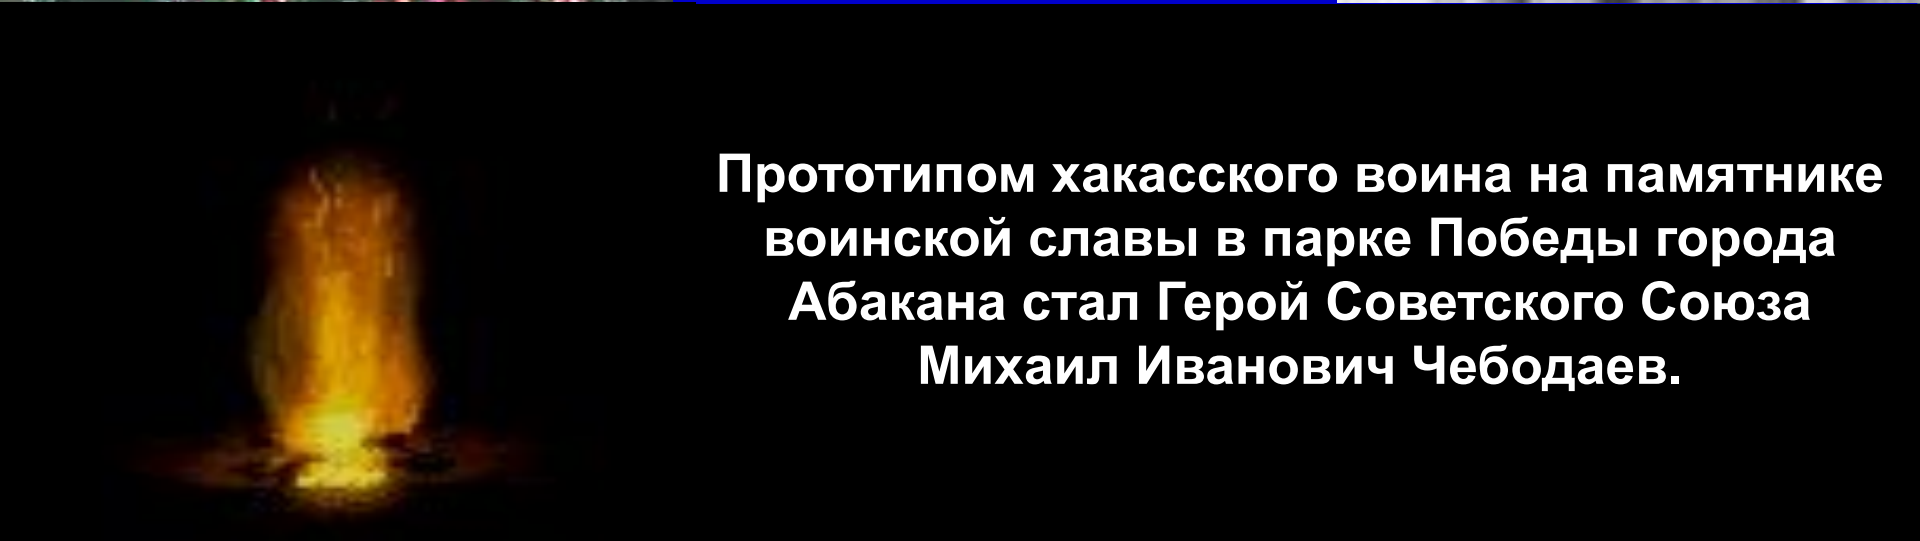 Прототипом хакасского воина на памятнике
воинской славы в парке Победы города
Абакана стал Герой Советского Союза
Михаил Иванович Чебодаев.